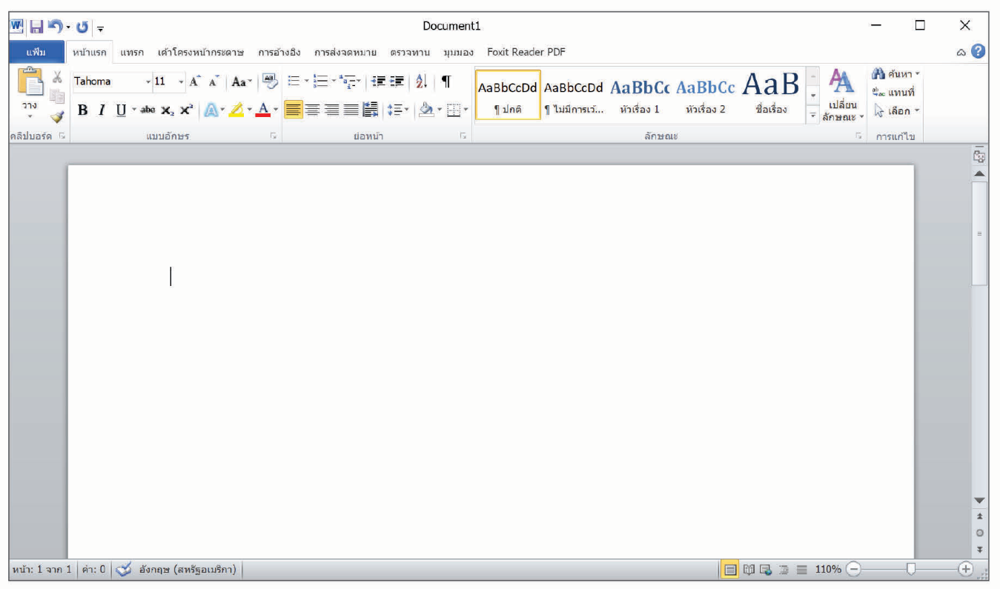 Document1
แฟ้ม หน้าแรก แทรก เค้าโครงหน้ากระดาษ การอ้างอิง การส่งจดหมาย ตรวจทาน มุมมอง Foxit Reader PDF
วาง
Tahoma 11 Aa
B I U abc x₂ x² A A
AaBbCcDd AaBbCcDd AaBbCc AaBbCc AaB
¶ ปกติ ¶ ไม่มีการเว้... หัวเรื่อง 1 หัวเรื่อง 2 ชื่อเรื่อง
เปลี่ยน
ลักษณะ
ค้นหา
แทนที่
เลือก
คลิปบอร์ด แบบอักษร ย่อหน้า ลักษณะ การแก้ไข
หน้า: 1 จาก 1 คำ: 0 อังกฤษ (สหรัฐอเมริกา) 110%